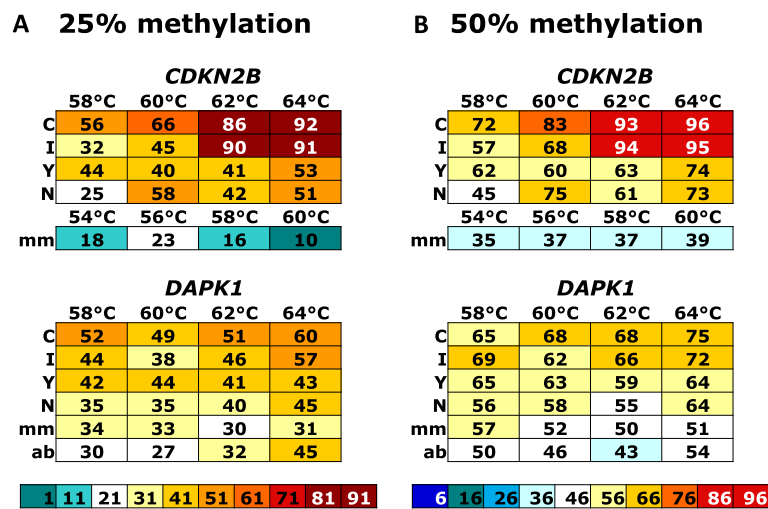 A 25% methylation
CDKN2B
58°C 60°C 62°C 64°C
C 56 66 86 92
I 32 45 90 91
Y 44 40 41 53
N 25 58 42 51
54°C 56°C 58°C 60°C
mm 18 23 16 10
DAPK1
58°C 60°C 62°C 64°C
C 52 49 51 60
I 44 38 46 57
Y 42 44 41 43
N 35 35 40 45
mm 34 33 30 31
ab 30 27 32 45
1 11 21 31 41 51 61 71 81 91
B 50% methylation
CDKN2B
58°C 60°C 62°C 64°C
C 72 83 93 96
I 57 68 94 95
Y 62 60 63 74
N 45 75 61 73
54°C 56°C 58°C 60°C
mm 35 37 37 39
DAPK1
58°C 60°C 62°C 64°C
C 65 68 68 75
I 69 62 66 72
Y 65 63 59 64
N 56 58 55 64
mm 57 52 50 51
ab 50 46 43 54
6 16 26 36 46 56 66 76 86 96